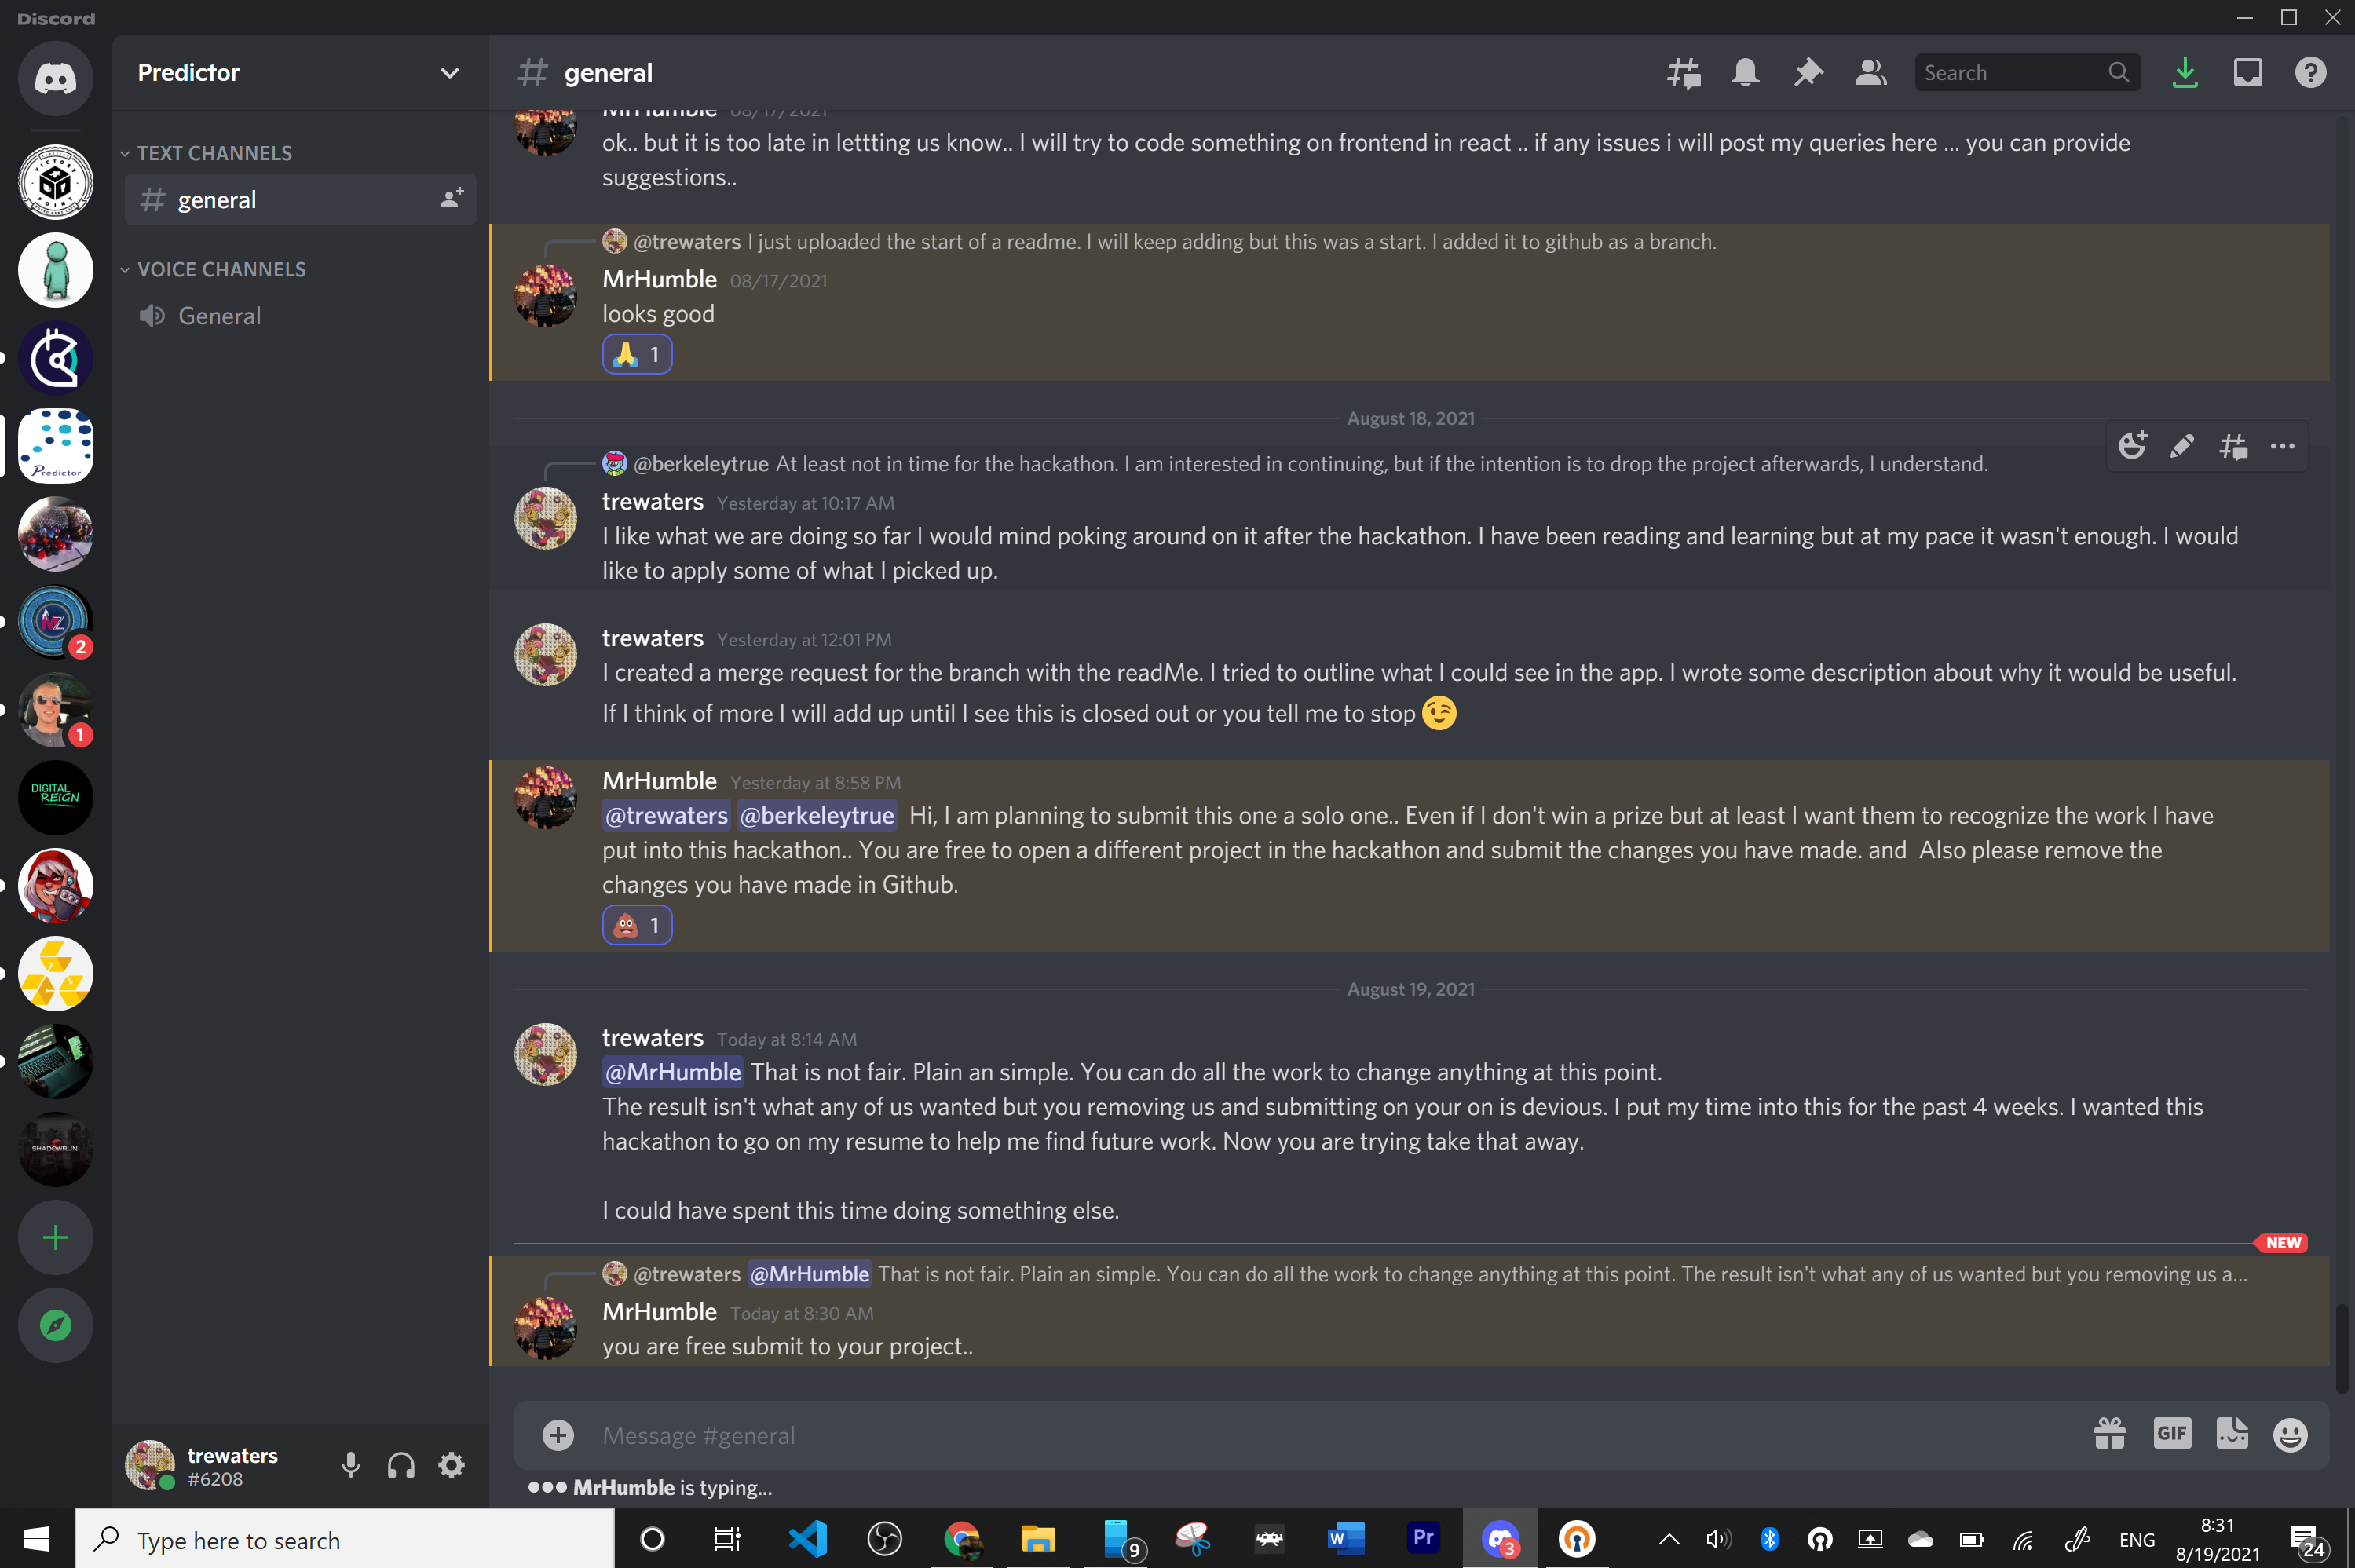 Discord
Predictor
general
Search
TEXT CHANNELS
general
VOICE CHANNELS
General
MrHumble 08/17/2021
ok.. but it is too late in lettting us know.. I will try to code something on frontend in react .. if any issues i will post my queries here ... you can provide
suggestions..
@trewaters I just uploaded the start of a readme. I will keep adding but this was a start. I added it to github as a branch.
MrHumble 08/17/2021
looks good
1
August 18, 2021
@berkeleytrue At least not in time for the hackathon. I am interested in continuing, but if the intention is to drop the project afterwards, I understand.
trewaters Yesterday at 10:17 AM
I like what we are doing so far I would mind poking around on it after the hackathon. I have been reading and learning but at my pace it wasn't enough. I would
like to apply some of what I picked up.
trewaters Yesterday at 12:01 PM
I created a merge request for the branch with the readMe. I tried to outline what I could see in the app. I wrote some description about why it would be useful.
If I think of more I will add up until I see this is closed out or you tell me to stop 😉
MrHumble Yesterday at 8:58 PM
@trewaters @berkeleytrue Hi, I am planning to submit this one a solo one.. Even if I don't win a prize but at least I want them to recognize the work I have
put into this hackathon.. You are free to open a different project in the hackathon and submit the changes you have made. and Also please remove the
changes you have made in Github.
1
August 19, 2021
trewaters Today at 8:14 AM
@MrHumble That is not fair. Plain an simple. You can do all the work to change anything at this point.
The result isn't what any of us wanted but you removing us and submitting on your on is devious. I put my time into this for the past 4 weeks. I wanted this
hackathon to go on my resume to help me find future work. Now you are trying take that away.
I could have spent this time doing something else.
NEW
@trewaters @MrHumble That is not fair. Plain an simple. You can do all the work to change anything at this point. The result isn't what any of us wanted but you removing us a...
MrHumble Today at 8:30 AM
you are free submit to your project..
Message #general
GIF
MrHumble is typing...
trewaters
#6208
Predictor
MZ
2
1
DIGITAL
REIGN
SHADOWRUN
Type here to search
9
W
Pr
3
ENG
8:31
8/19/2021
24